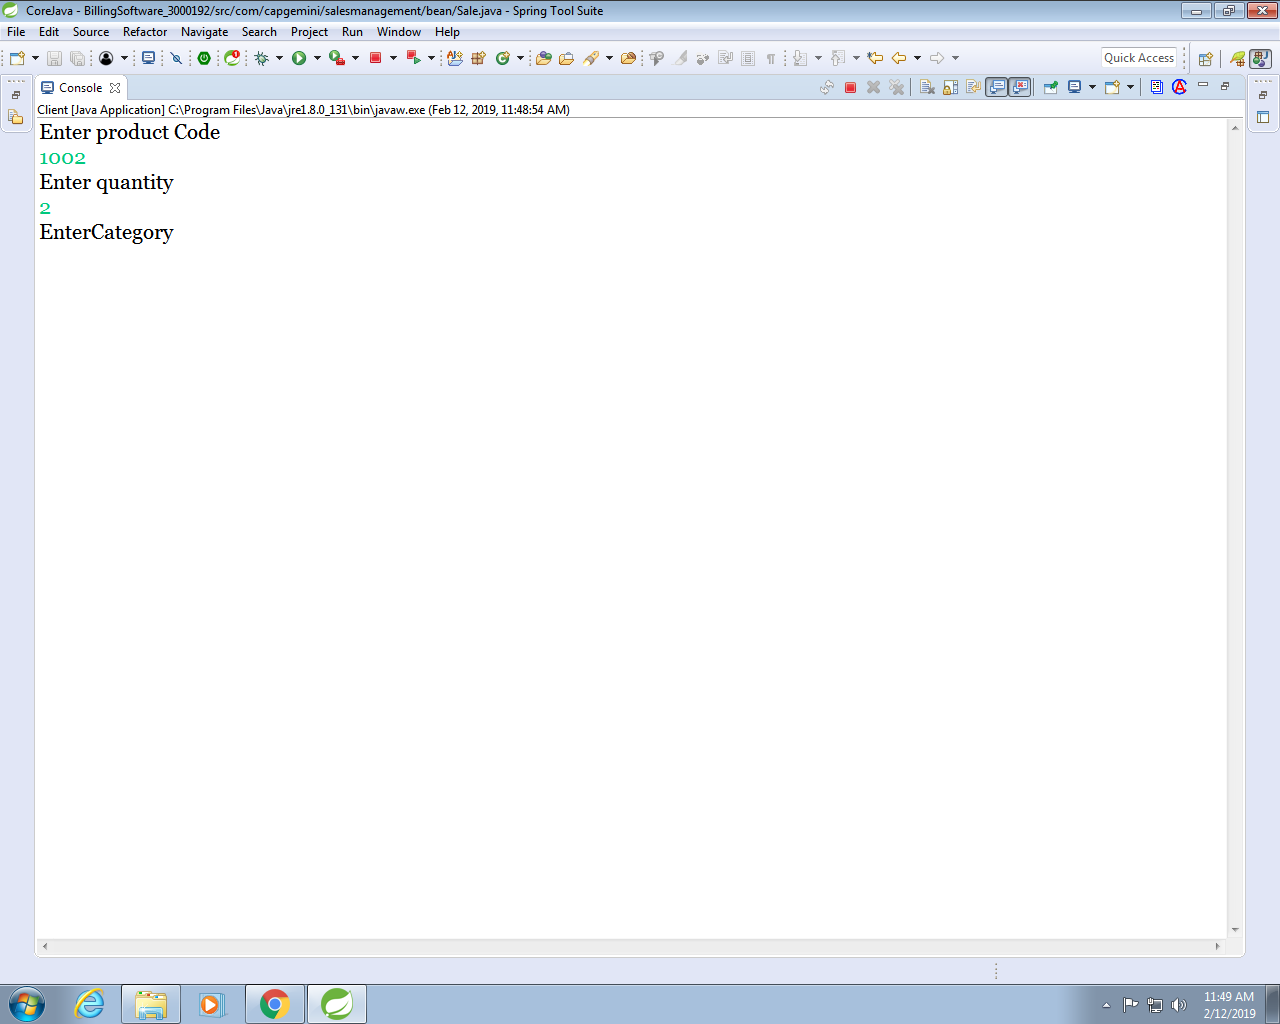 CoreJava - BillingSoftware_3000192/src/com/capgemini/salesmanagement/bean/Sale.java - Spring Tool Suite
File Edit Source Refactor Navigate Search Project Run Window Help
Quick Access
Console
Client [Java Application] C:\Program Files\Java\jre1.8.0_131\bin\javaw.exe (Feb 12, 2019, 11:48:54 AM)
Enter product Code
1002
Enter quantity
2
EnterCategory
11:49 AM
2/12/2019